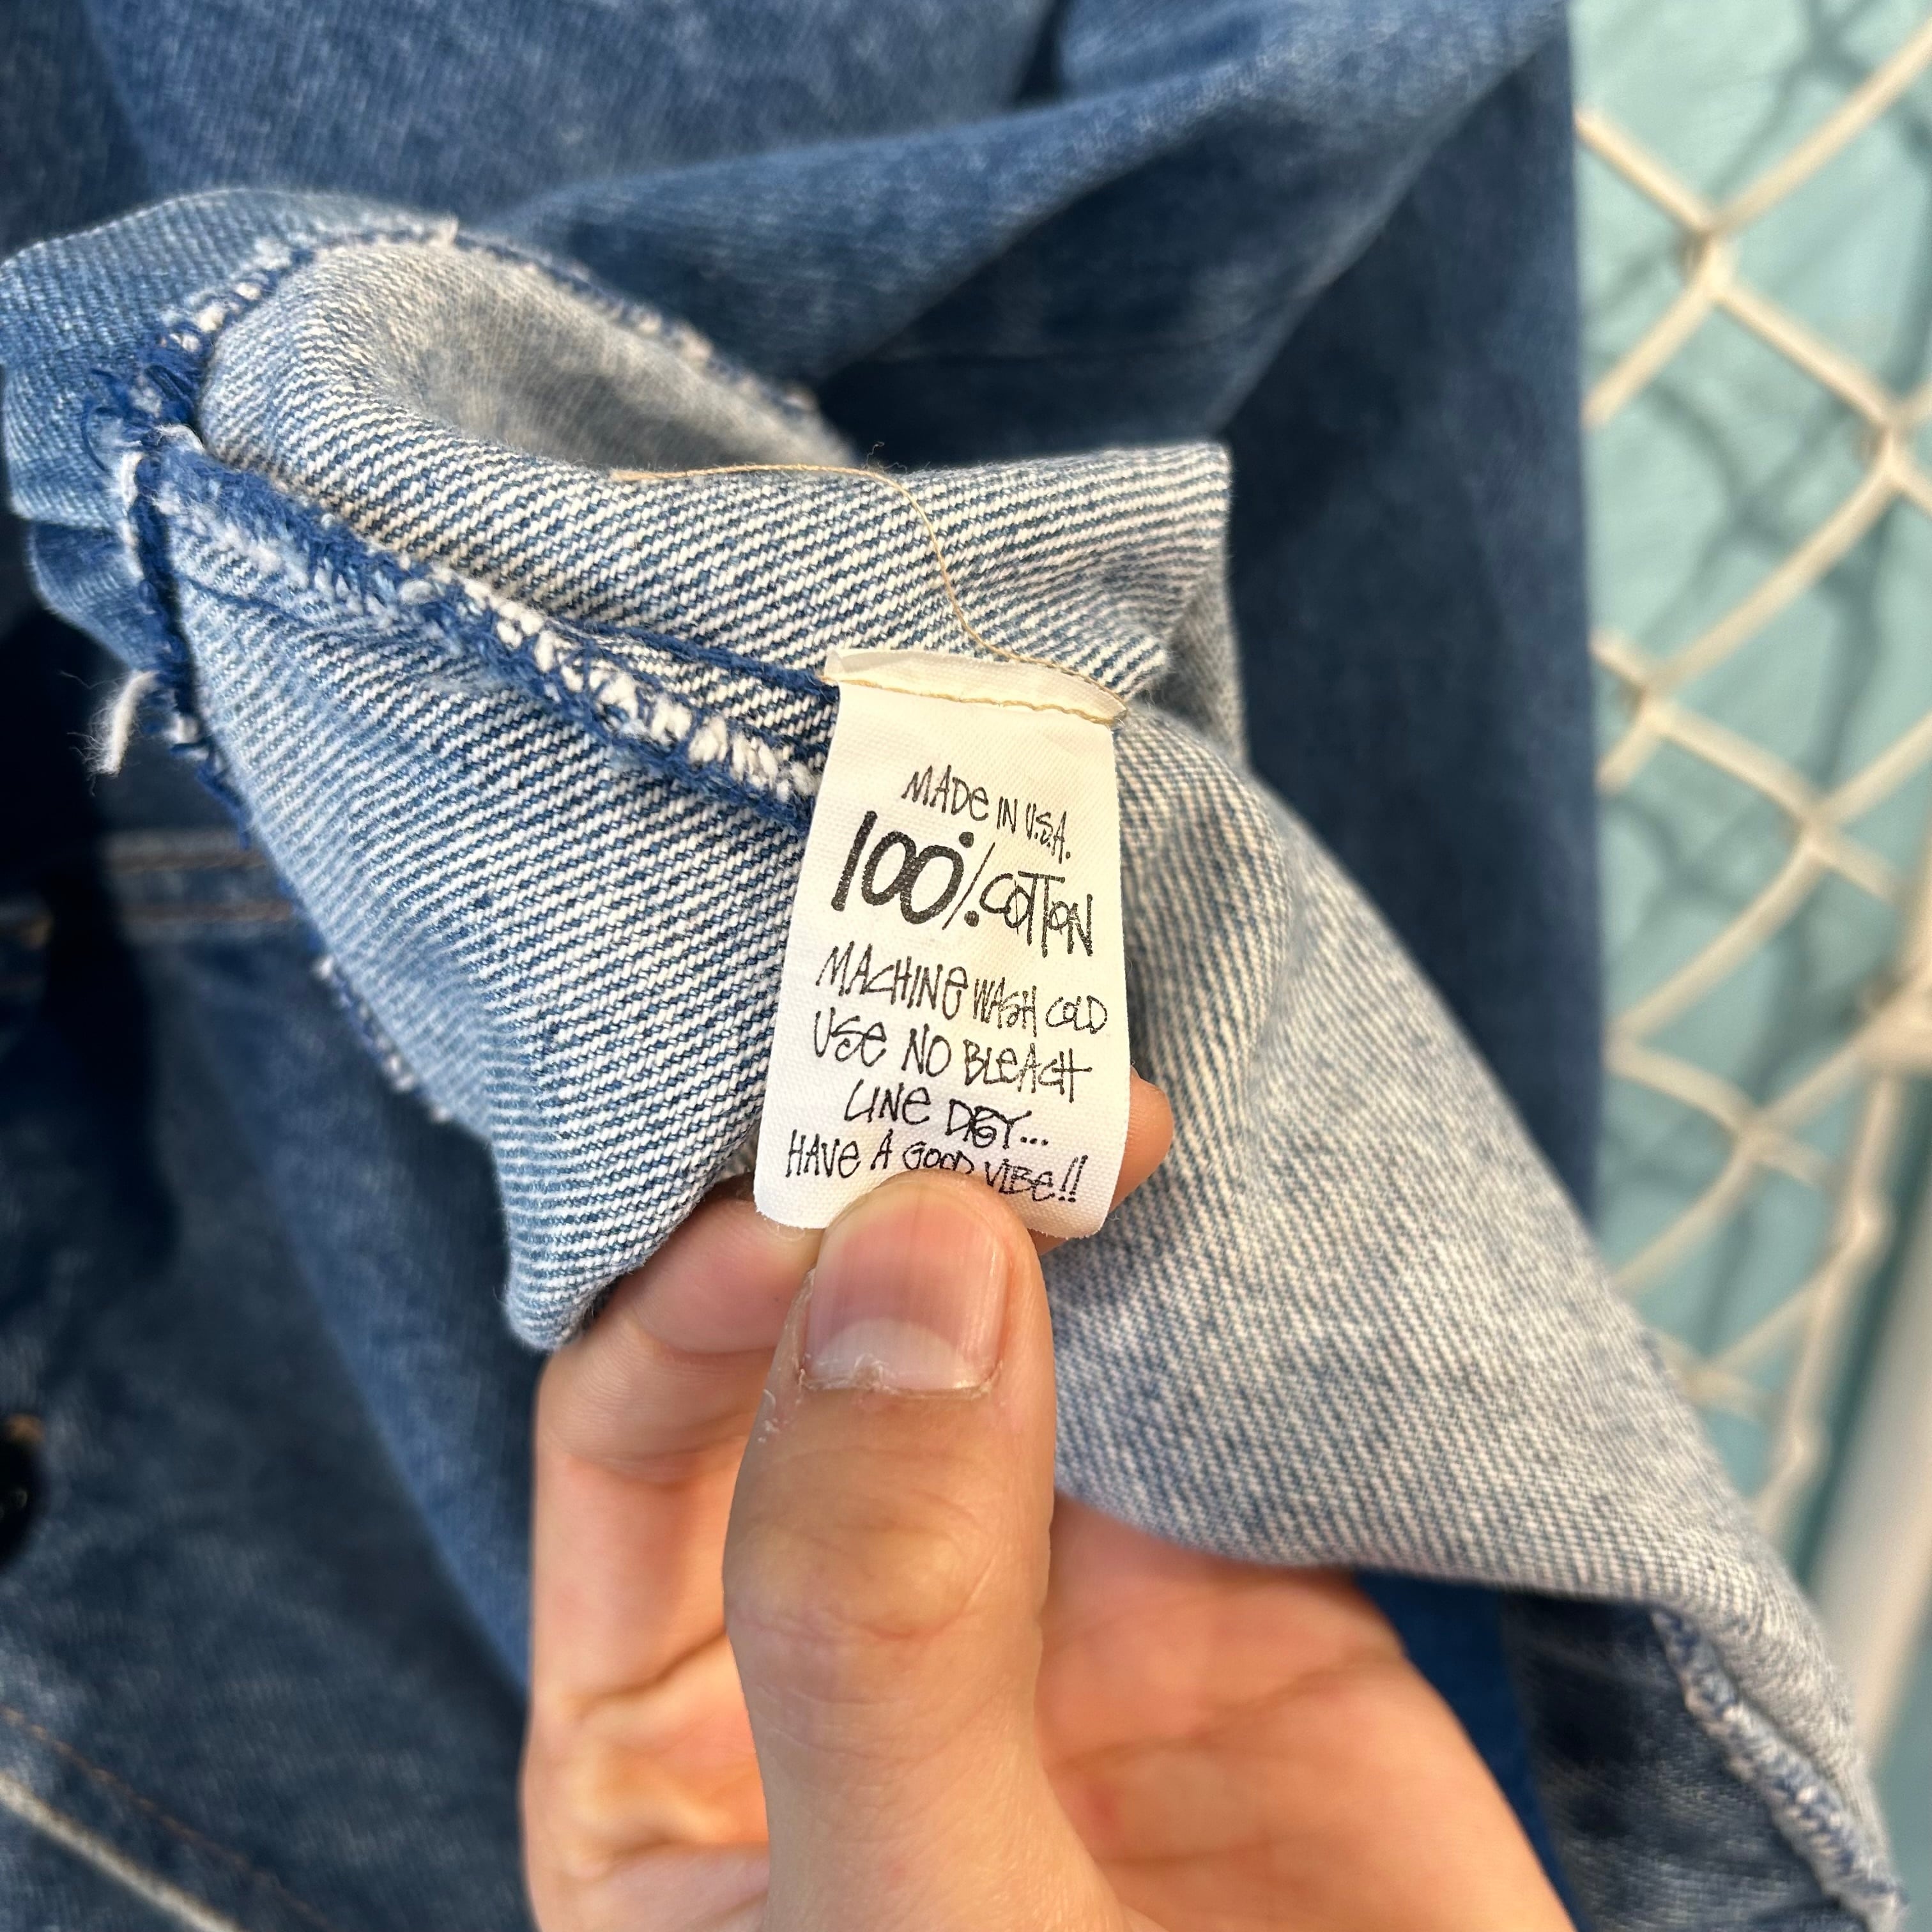 MADE IN U.S.A.
100% COTTON
MACHINE WASH COLD
USE NO BLEACH
LINE DRY...
HAVE A GOOD VIBE!!